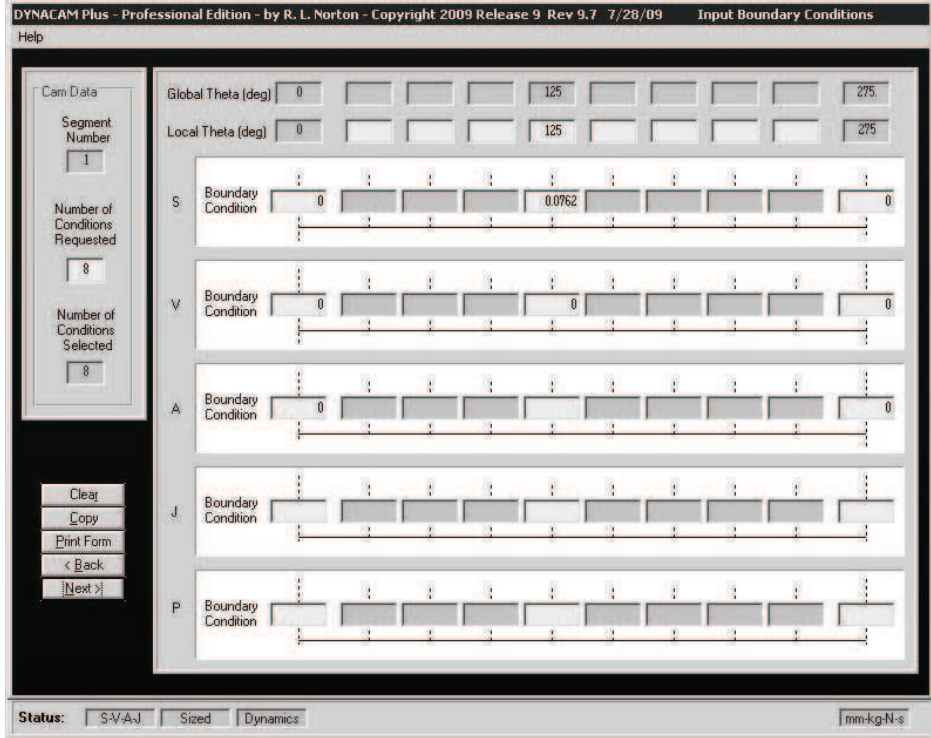 DYNACAM Plus - Professional Edition - by R. L. Norton - Copyright 2009 Release 9 Rev 9.7 7/28/09 Input Boundary Conditions
Help
Cam Data
Segment
Number
1
Number of
Conditions
Requested
8
Number of
Conditions
Selected
8
Clear
Copy
Print Form
< Back
Next >
Global Theta (deg) 0 125 275.
Local Theta (deg) 0 125 275
S Boundary
Condition 0 0.0762 0
V Boundary
Condition 0 0 0
A Boundary
Condition 0 0
J Boundary
Condition
P Boundary
Condition
Status: S-V-A-J Sized Dynamics mm-kg-N-s